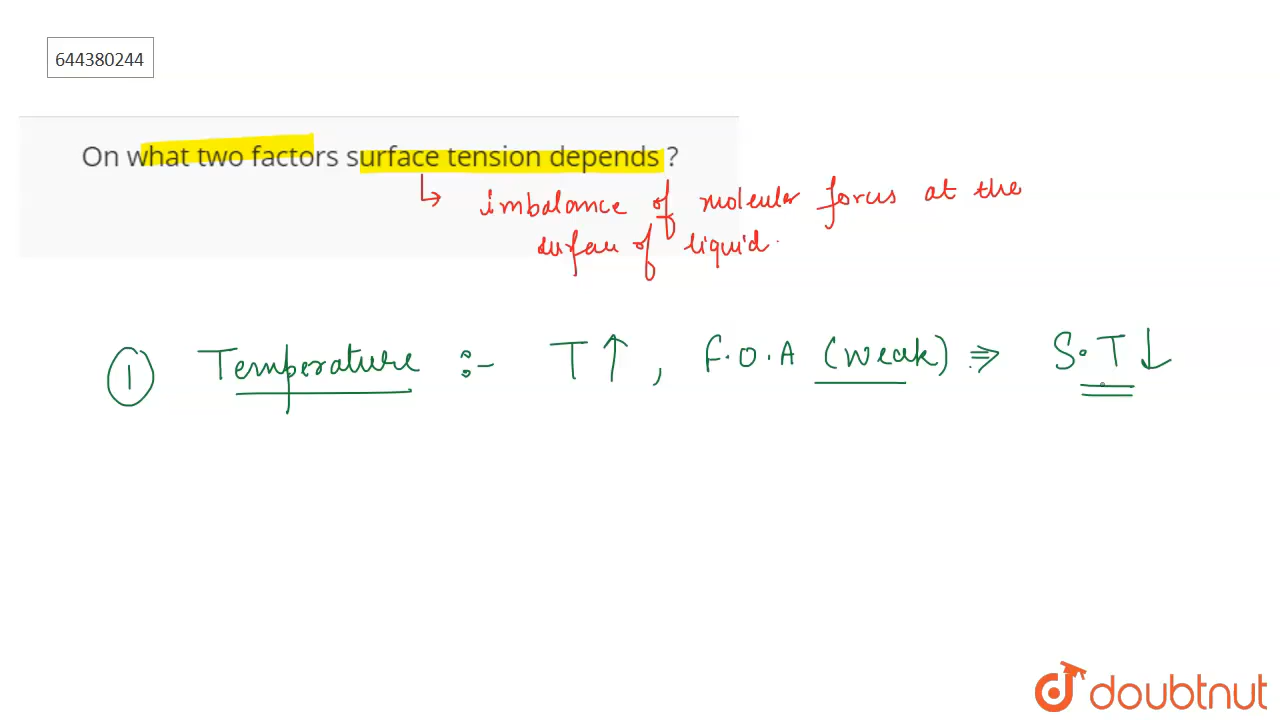 644380244
On what two factors surface tension depends ?
↳ imbalance of molecular forces at the
surface of liquid.
① Temperature :- T↑, F.O.A (weak) ⇒ S.T↓
doubtnut